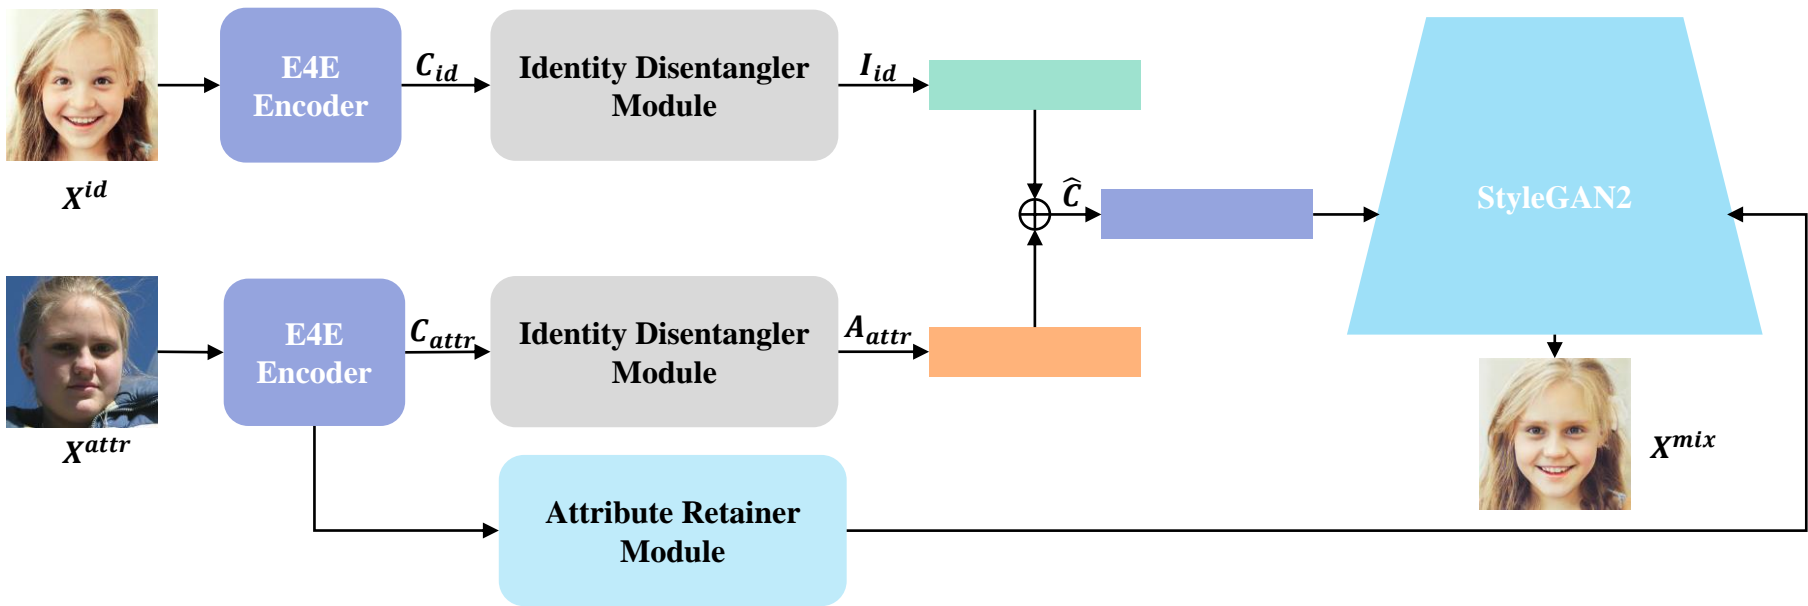 E4E
Encoder
C_id
Identity Disentangler
Module
I_id
X^id
Ĉ
StyleGAN2
E4E
Encoder
C_attr
Identity Disentangler
Module
A_attr
X^attr
X^mix
Attribute Retainer
Module